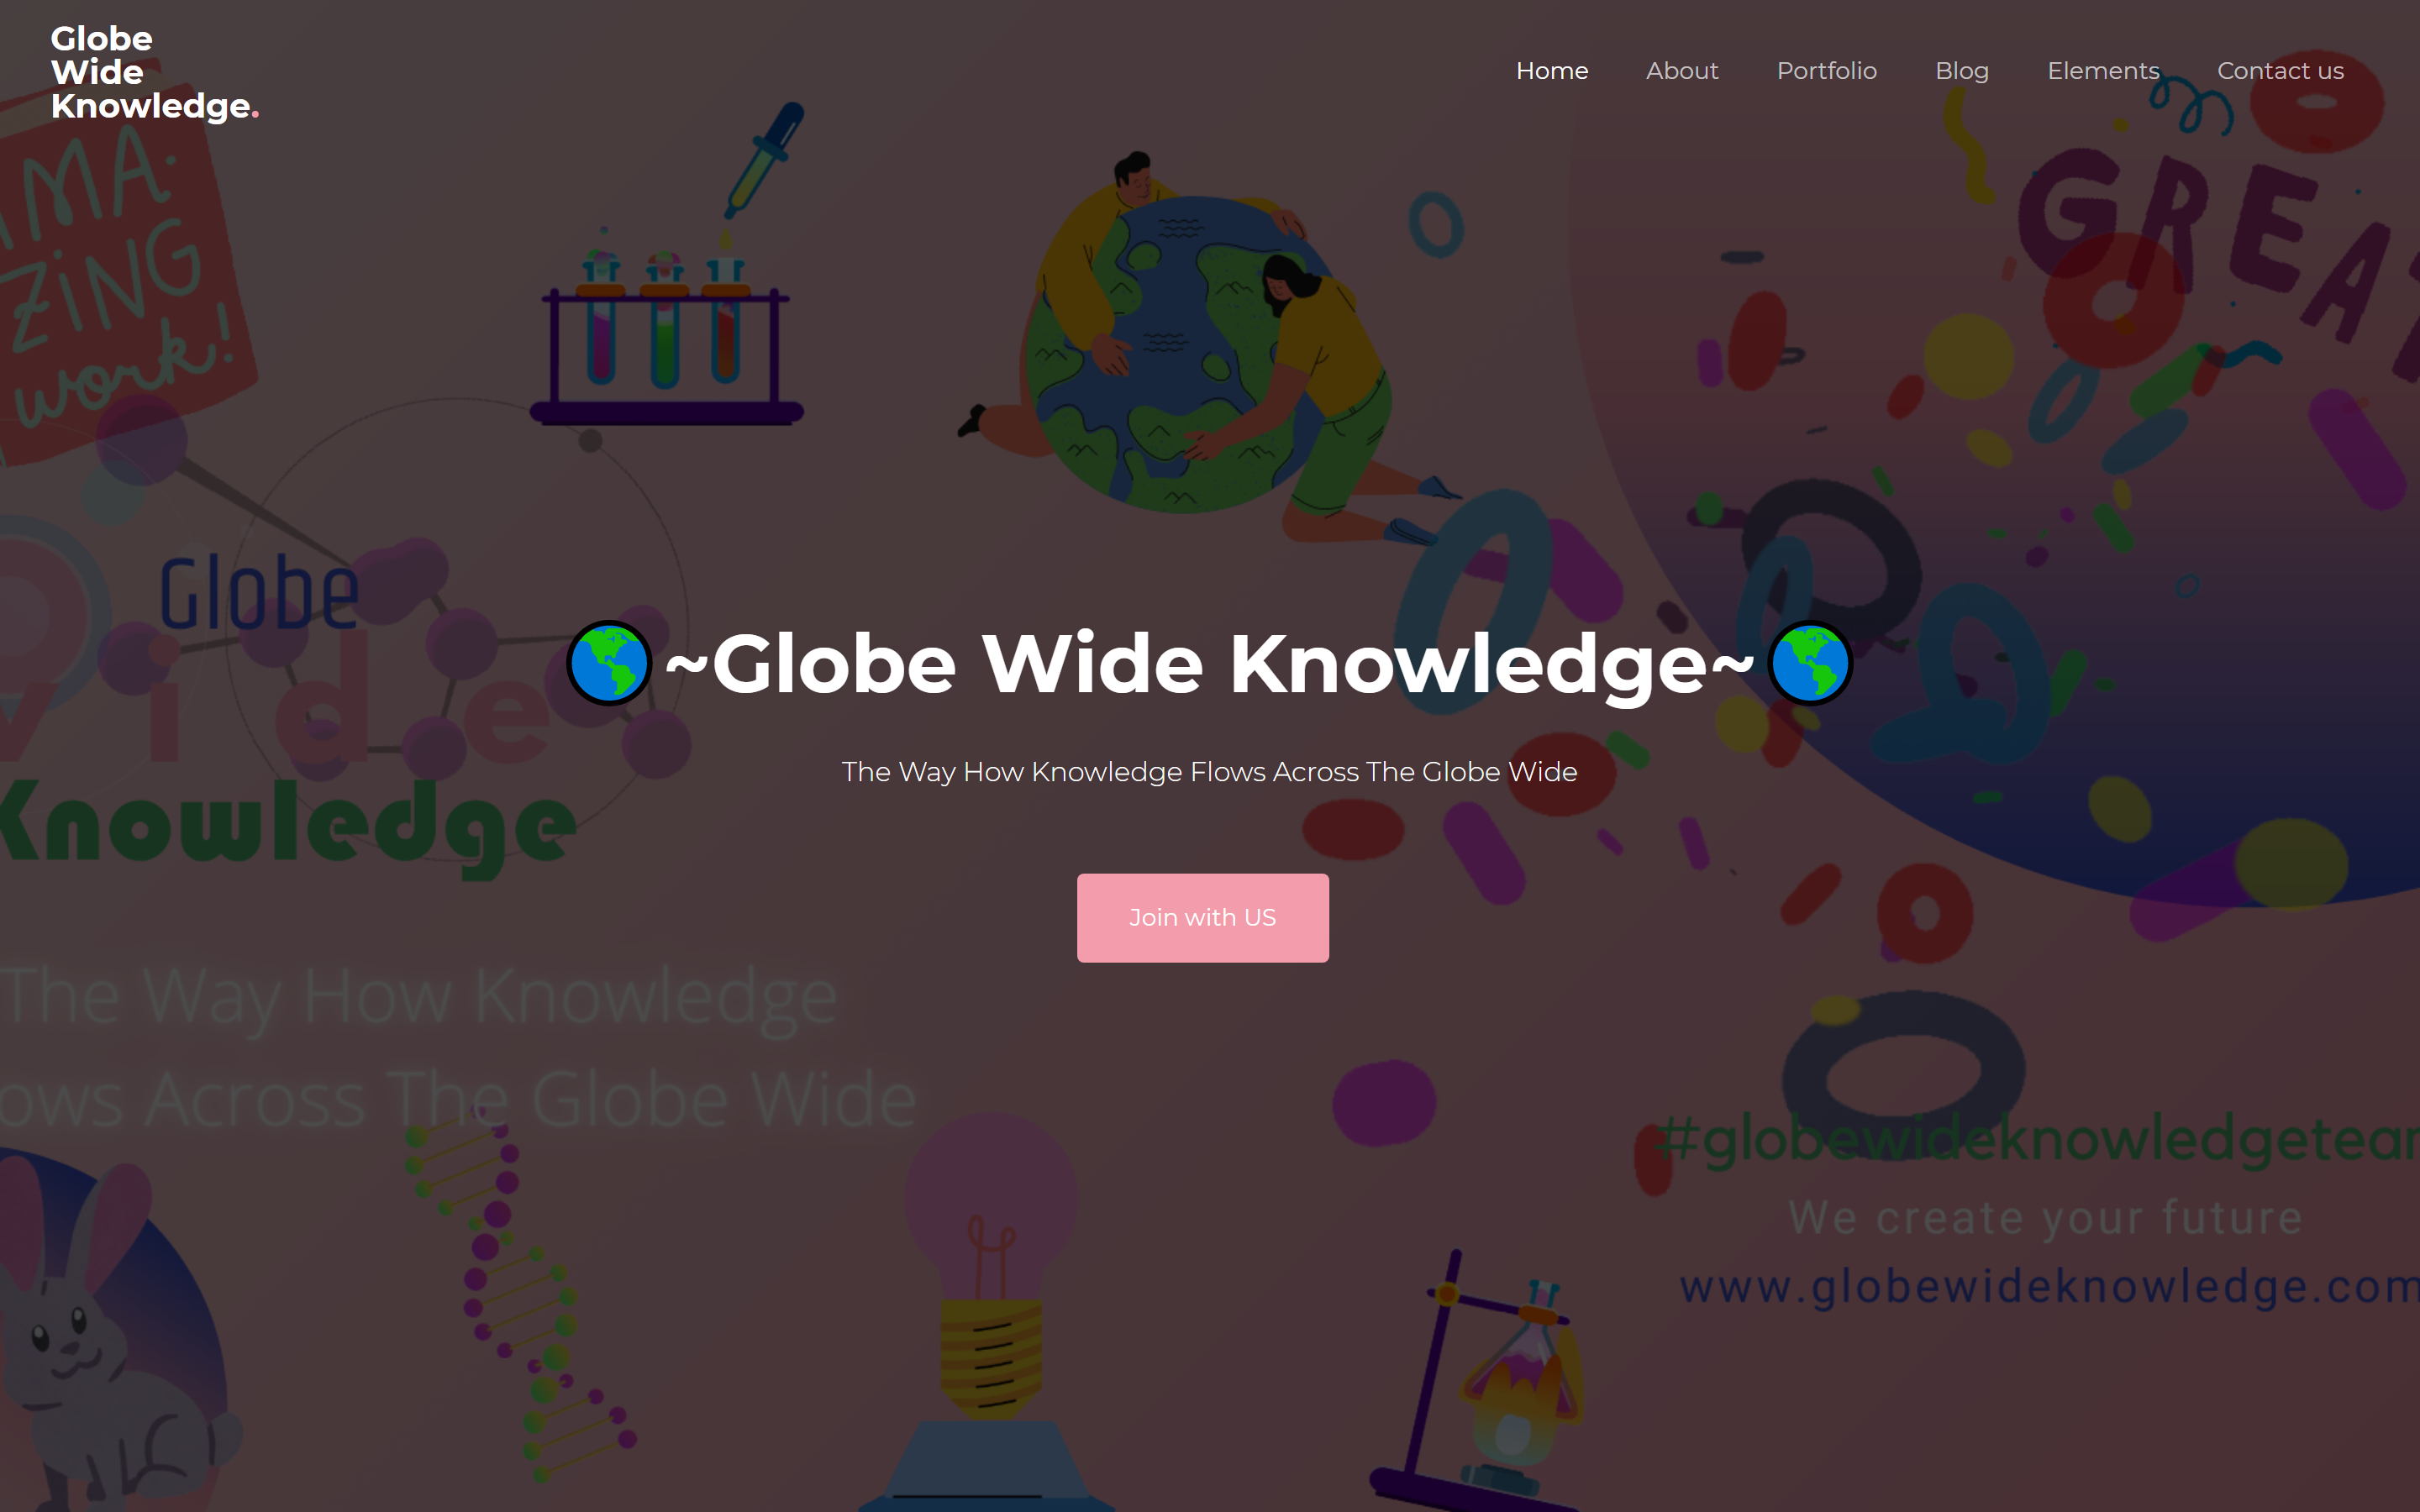 Globe
Wide
Knowledge.
Home About Portfolio Blog Elements Contact us
AMA:
ZiNG
work!
GREA
Globe
vide
Knowledge
~Globe Wide Knowledge~
The Way How Knowledge Flows Across The Globe Wide
Join with US
The Way How Knowledge
ows Across The Globe Wide
#globewideknowledgetea
We create your future
www.globewideknowledge.com